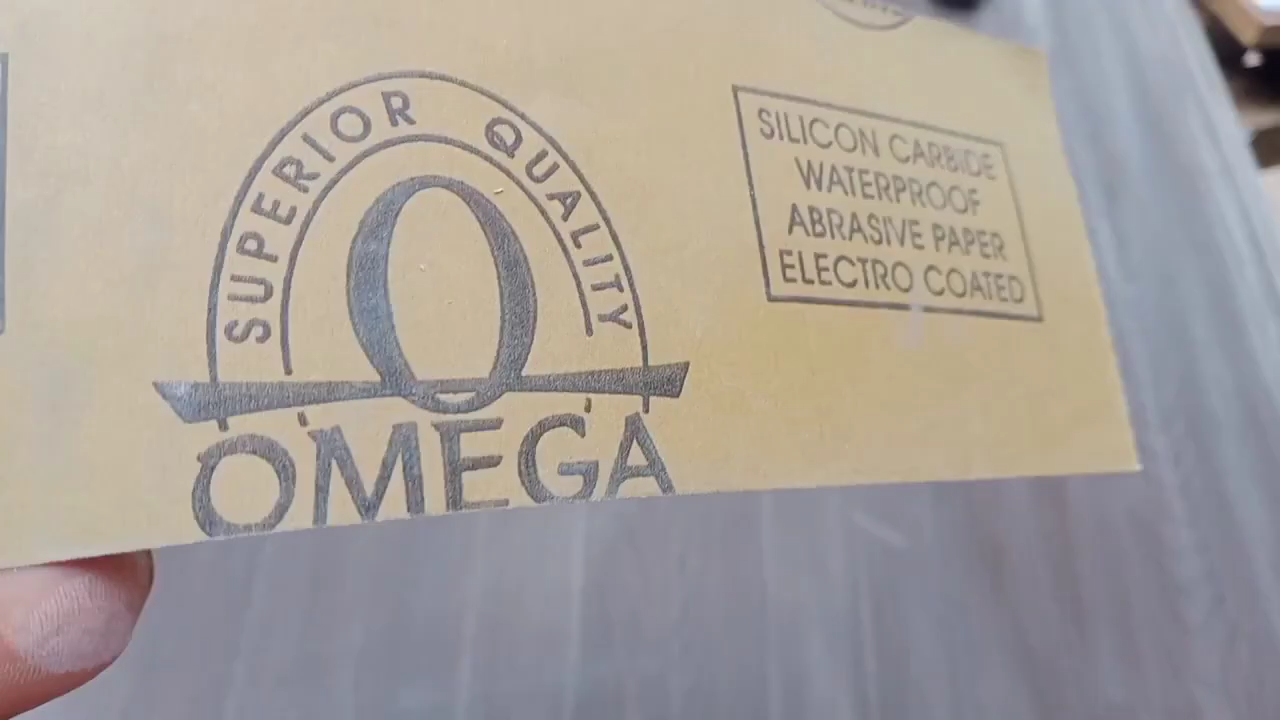 SUPERIOR QUALITY
OMEGA
SILICON CARBIDE
WATERPROOF
ABRASIVE PAPER
ELECTRO COATED